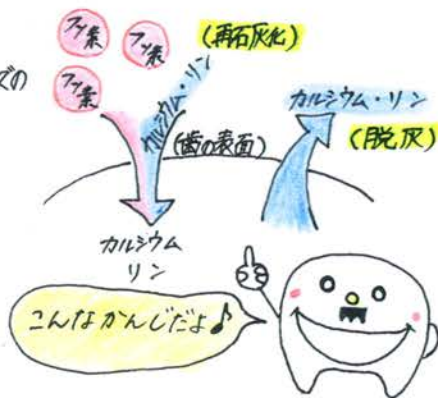 フッ素
フッ素
フッ素
ズの
(再石灰化)
カルシウム・リン
(歯の表面)
カルシウム・リン
(脱灰)
カルシウム
リン
こんなかんじだよ♪